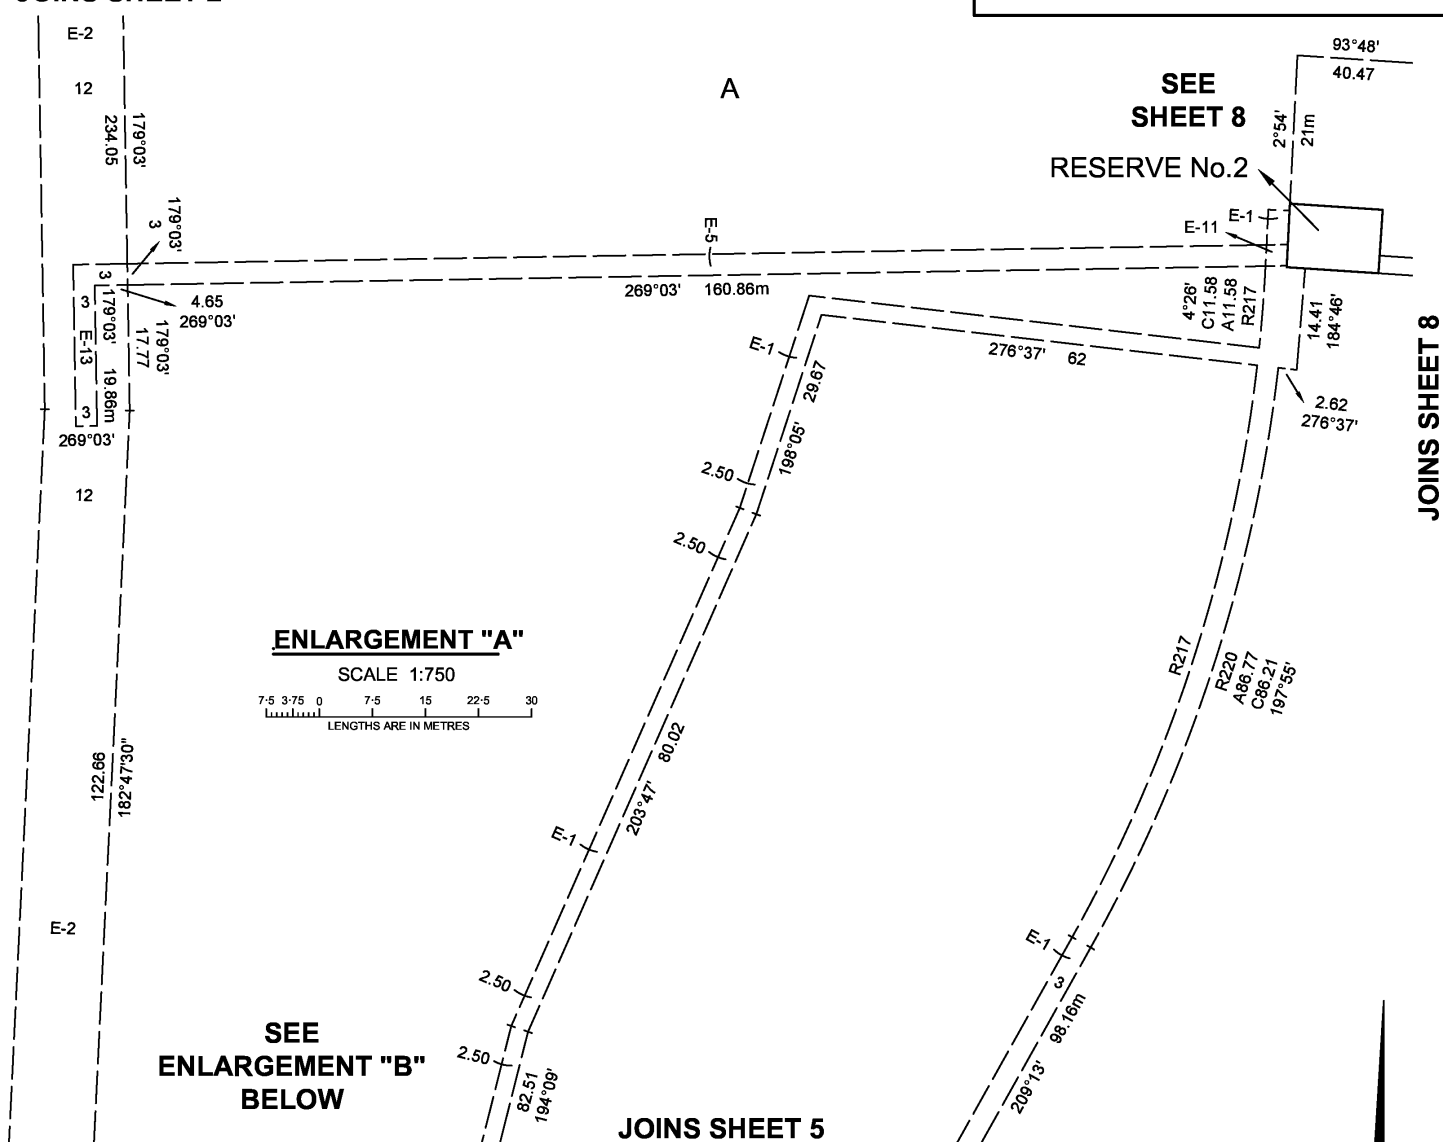 JOINS SHEET 2
E-2
12
179°03'
234.05
A
93°48'
40.47
SEE
SHEET 8
RESERVE No.2
2°54'
21m
179°03'
3
E-5
E-1
E-11
3
3
179°03'
4.65
269°03'
269°03' 160.86m
4°26'
C11.58
A11.58
R217
14.41
184°46'
E-13
17.77
179°03'
19.86m
3
269°03'
E-1
29.67
198°05'
276°37' 62
2.62
276°37'
JOINS SHEET 8
12
2.50
2.50
ENLARGEMENT "A"
SCALE 1:750
7·5 3·75 0 7·5 15 22·5 30
LENGTHS ARE IN METRES
R217
R220
A86.77
C86.21
197°55'
122.66
182°47'30"
203°47' 80.02
E-1
E-2
E-1
3
2.50
2.50
209°13' 98.16m
SEE
ENLARGEMENT "B"
BELOW
82.51
194°09'
JOINS SHEET 5